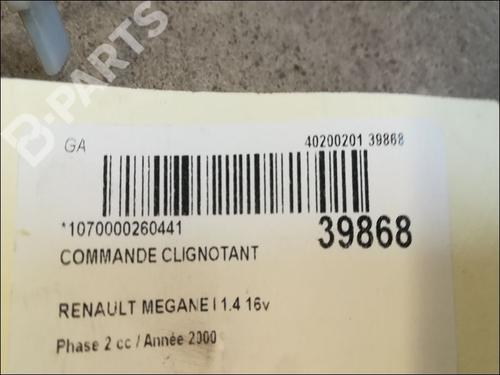 B-PARTS
GA
40200201 39868
*1070000260441
39868
COMMANDE CLIGNOTANT
RENAULT MEGANE I 1.4 16v
Phase 2 cc / Année 2000